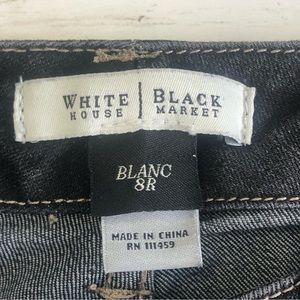 WHITE | BLACK
HOUSE | MARKET
BLANC
8R
MADE IN CHINA
RN 111459